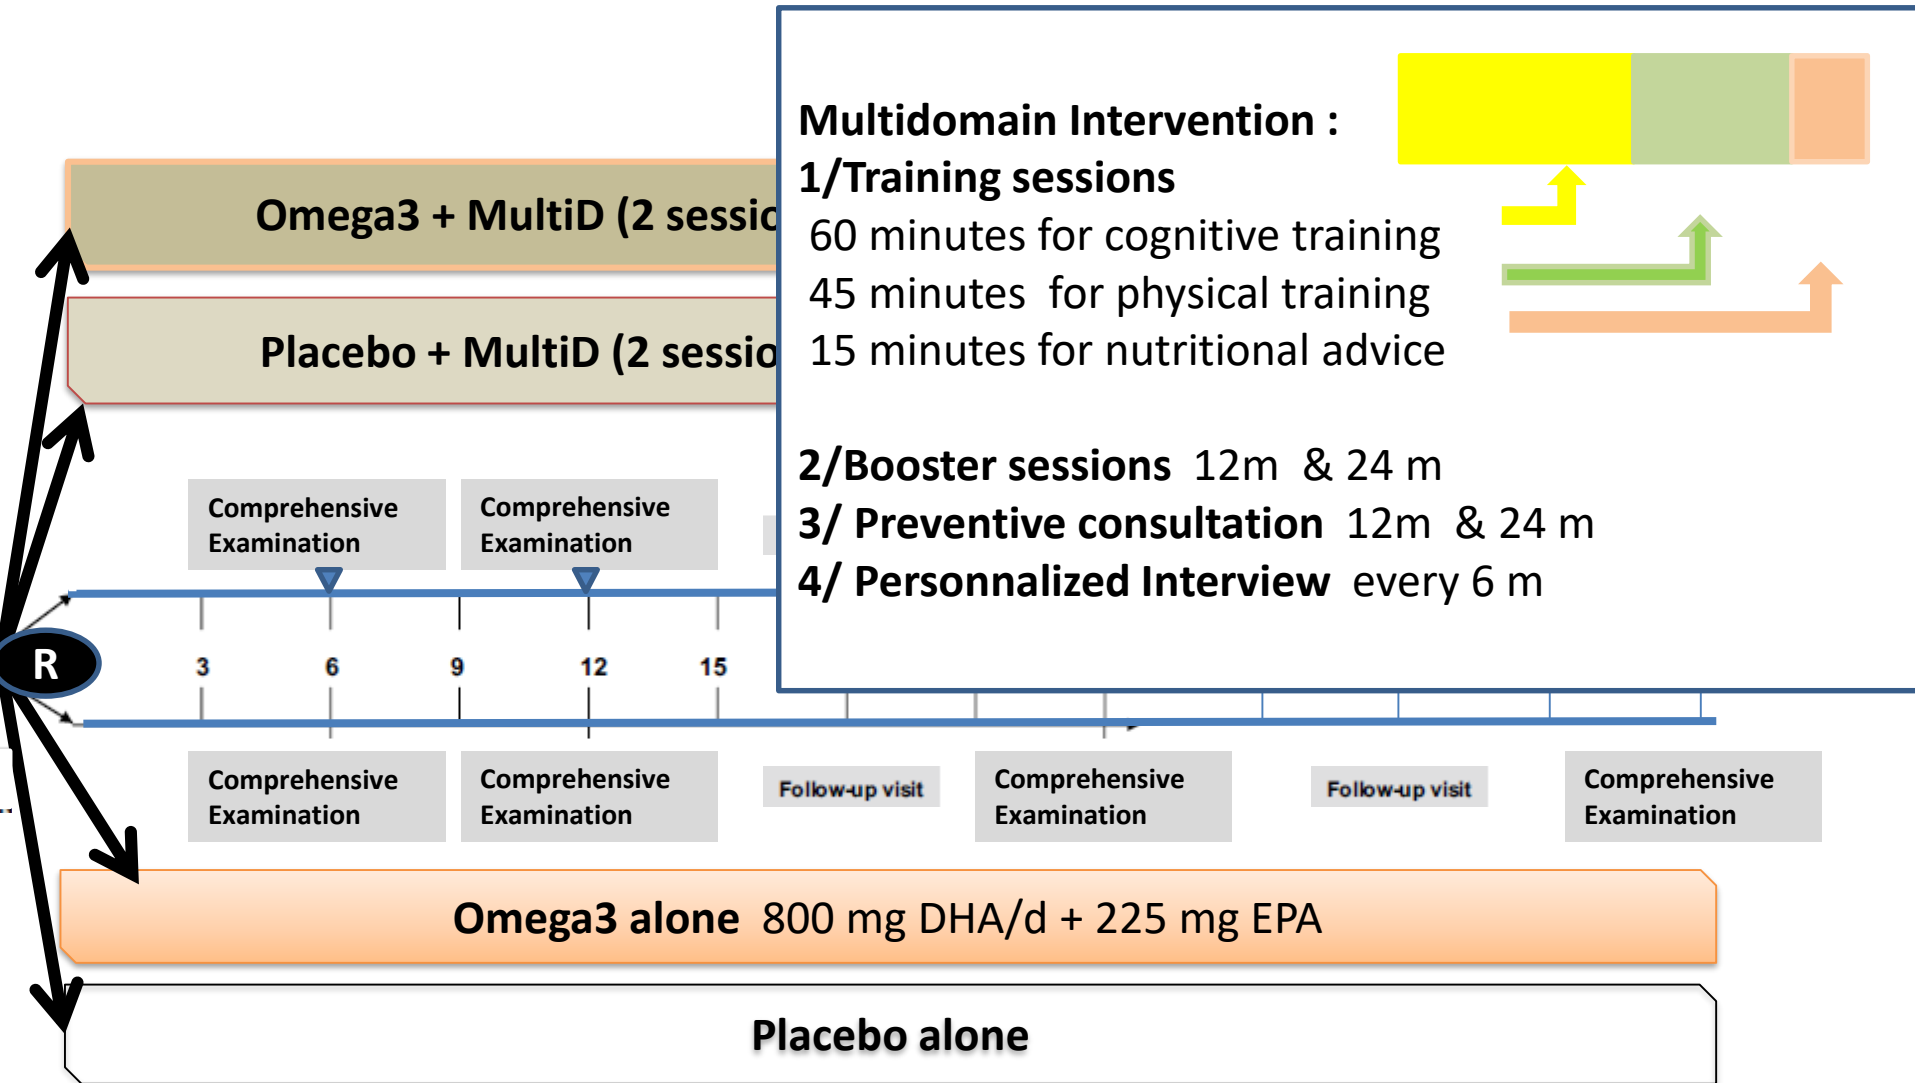 Multidomain Intervention :
1/Training sessions
60 minutes for cognitive training
45 minutes for physical training
15 minutes for nutritional advice
2/Booster sessions 12m & 24 m
3/ Preventive consultation 12m & 24 m
4/ Personnalized Interview every 6 m
Omega3 + MultiD (2 sessio
Placebo + MultiD (2 sessio
Comprehensive
Examination
Comprehensive
Examination
R
3 6 9 12 15
Comprehensive
Examination
Comprehensive
Examination
Follow-up visit
Comprehensive
Examination
Follow-up visit
Comprehensive
Examination
Omega3 alone 800 mg DHA/d + 225 mg EPA
Placebo alone